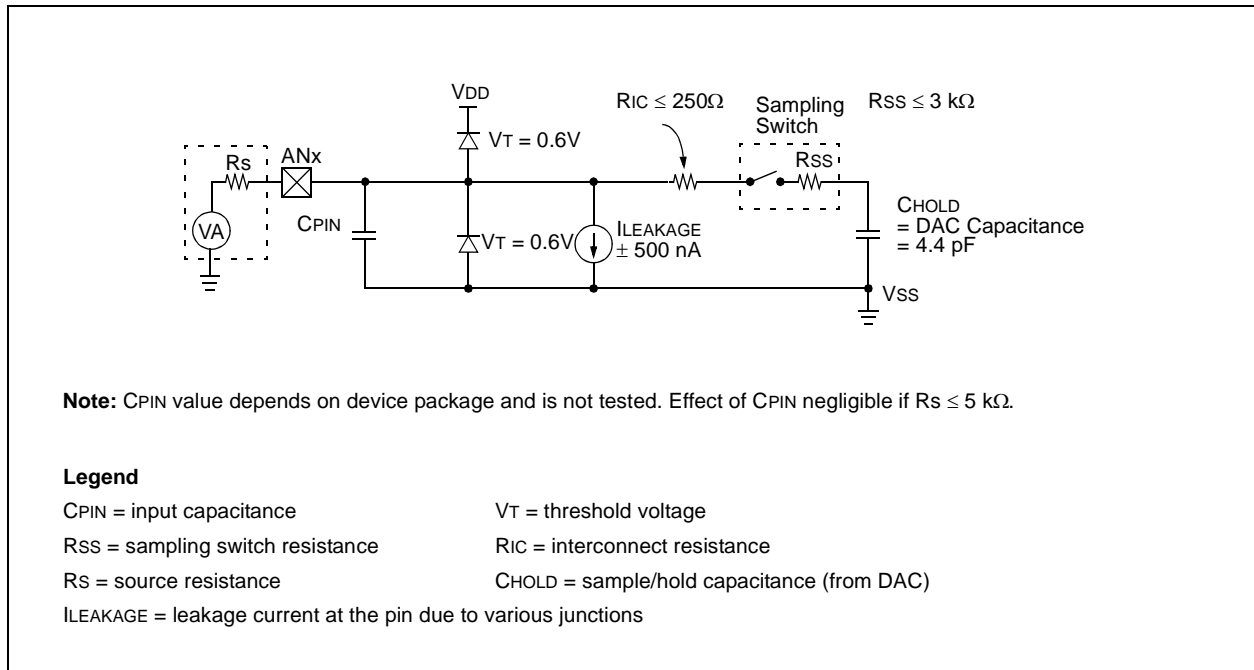 VDD
RIC ≤ 250Ω
Sampling
Switch
RSS ≤ 3 kΩ
VT = 0.6V
Rs
ANx
RSS
VA
CPIN
VT = 0.6V
ILEAKAGE
± 500 nA
CHOLD
= DAC Capacitance
= 4.4 pF
VSS
Note: CPIN value depends on device package and is not tested. Effect of CPIN negligible if Rs ≤ 5 kΩ.
Legend
CPIN = input capacitance
VT = threshold voltage
RSS = sampling switch resistance
RIC = interconnect resistance
RS = source resistance
CHOLD = sample/hold capacitance (from DAC)
ILEAKAGE = leakage current at the pin due to various junctions